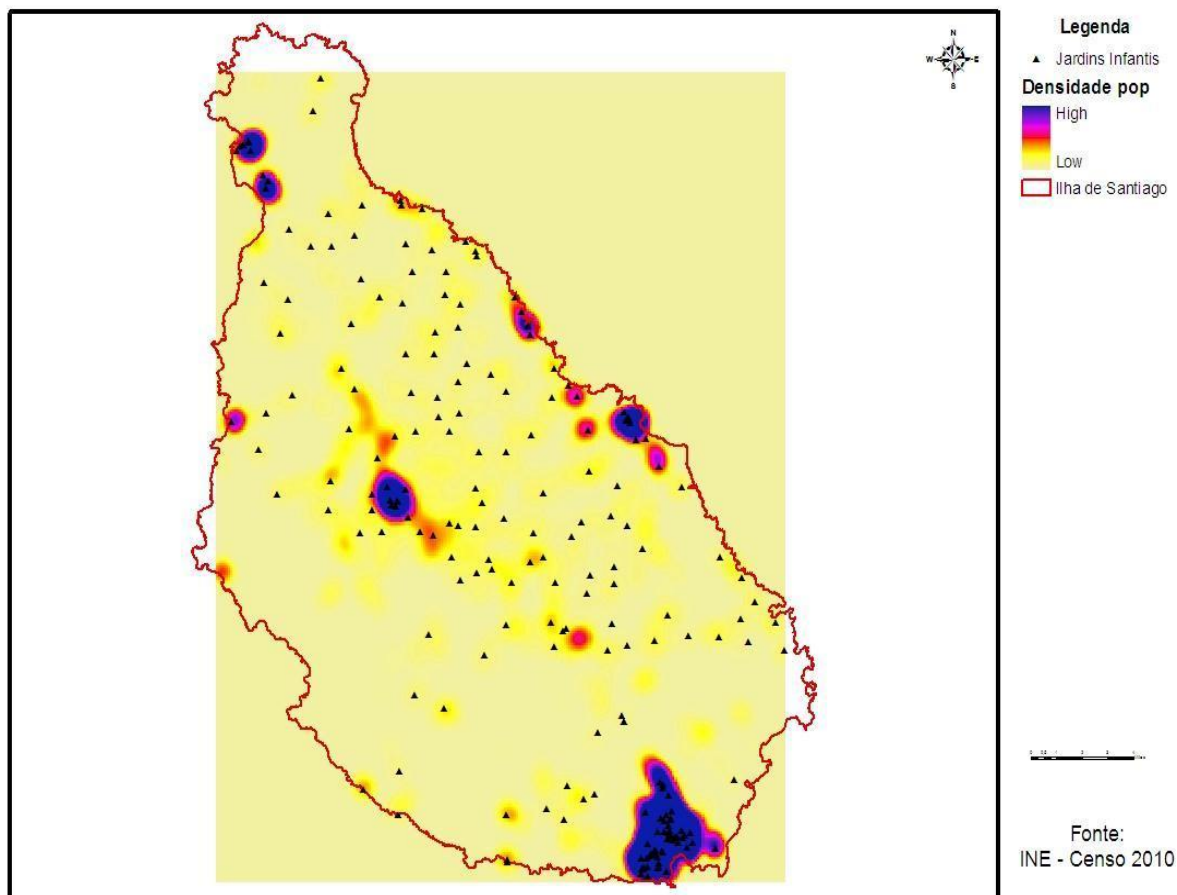 N
W
E
S
Legenda
Jardins Infantis
Densidade pop
High
Low
Ilha de Santiago
Fonte:
INE - Censo 2010